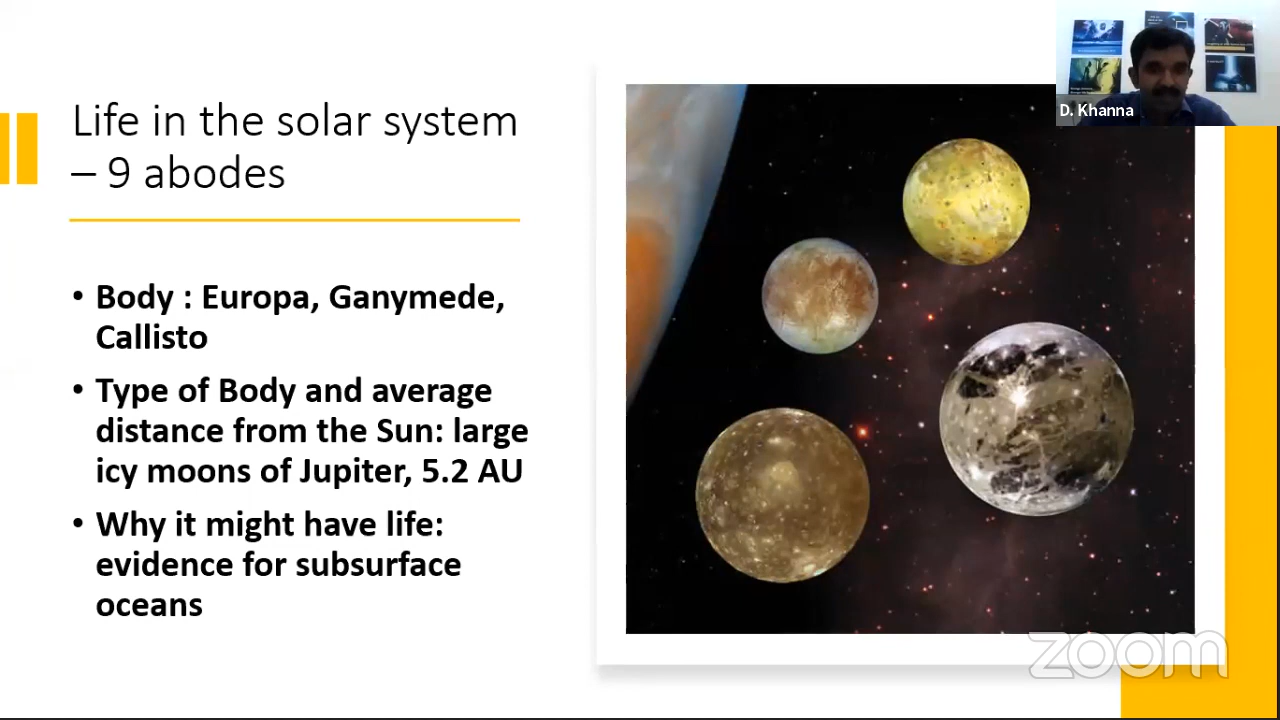 Life in the solar system
– 9 abodes
• Body : Europa, Ganymede,
Callisto
• Type of Body and average
distance from the Sun: large
icy moons of Jupiter, 5.2 AU
• Why it might have life:
evidence for subsurface
oceans
D. Khanna
zoom